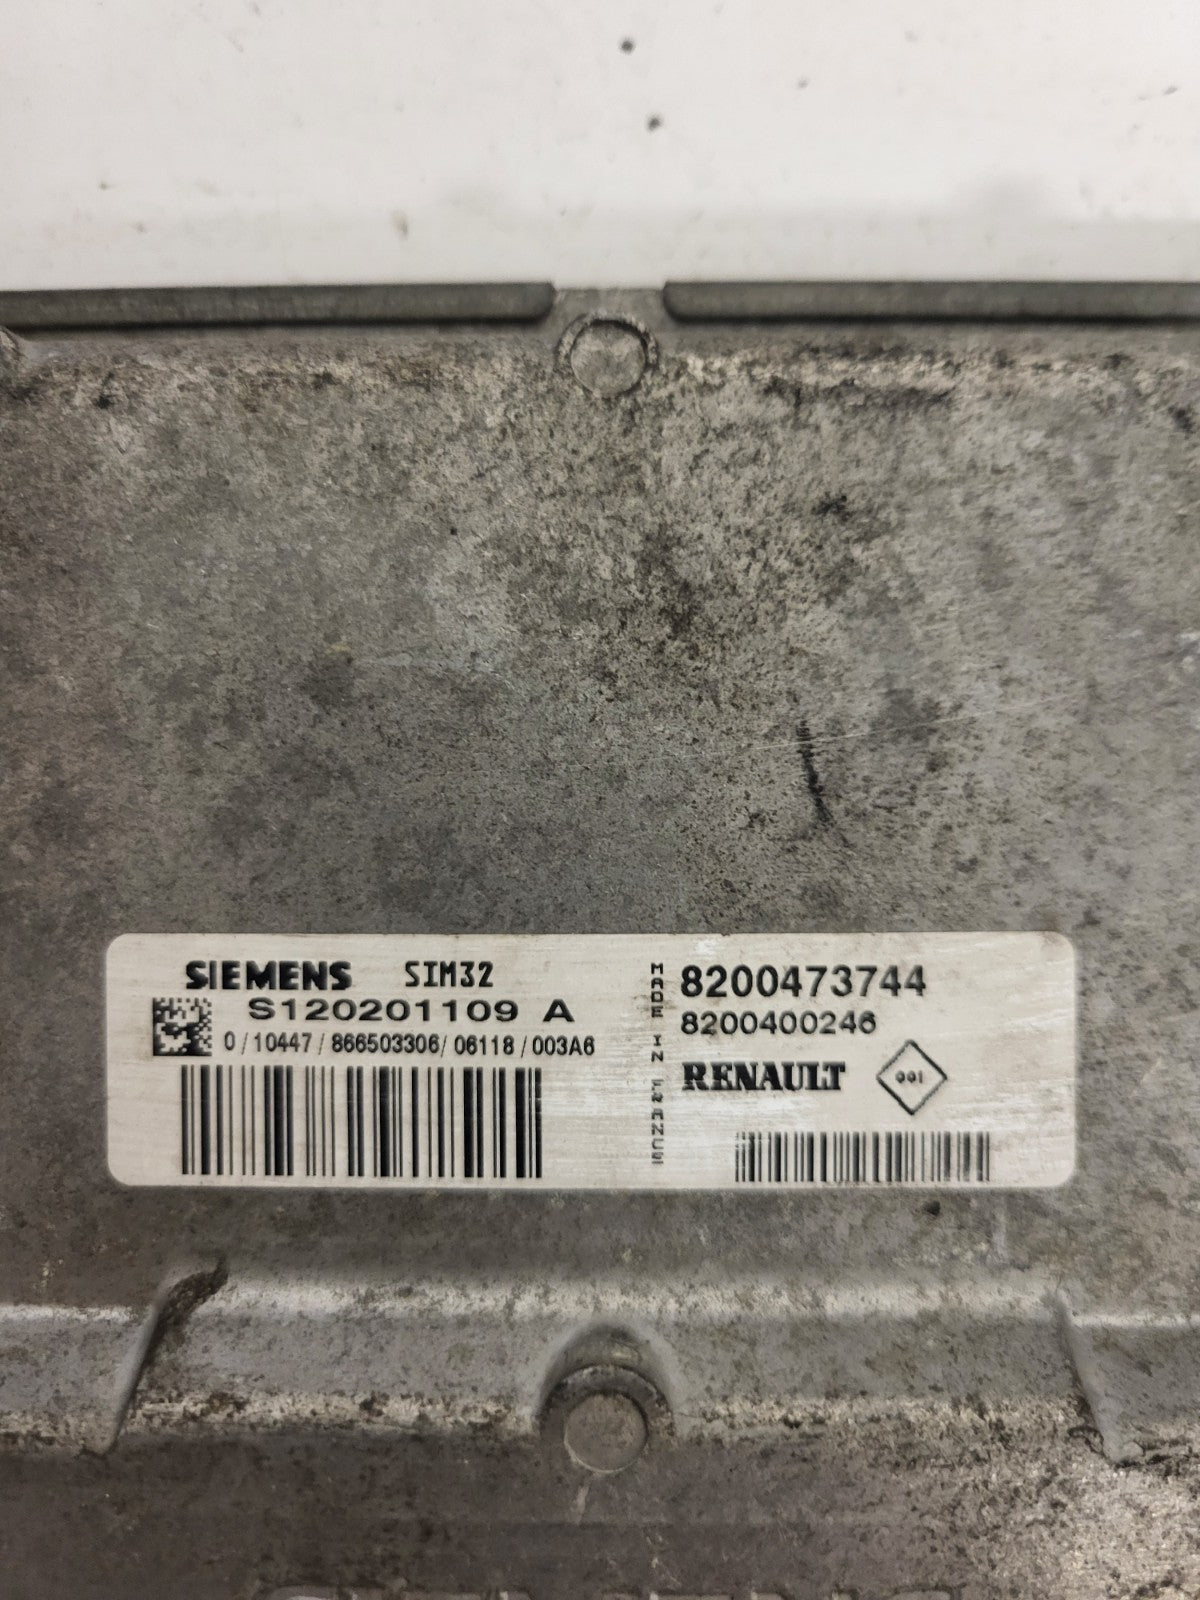 SIEMENS SIM32
S120201109 A
0/10447/866503306/06118/003A6
MADE IN FRANCE
8200473744
8200400246
RENAULT 001